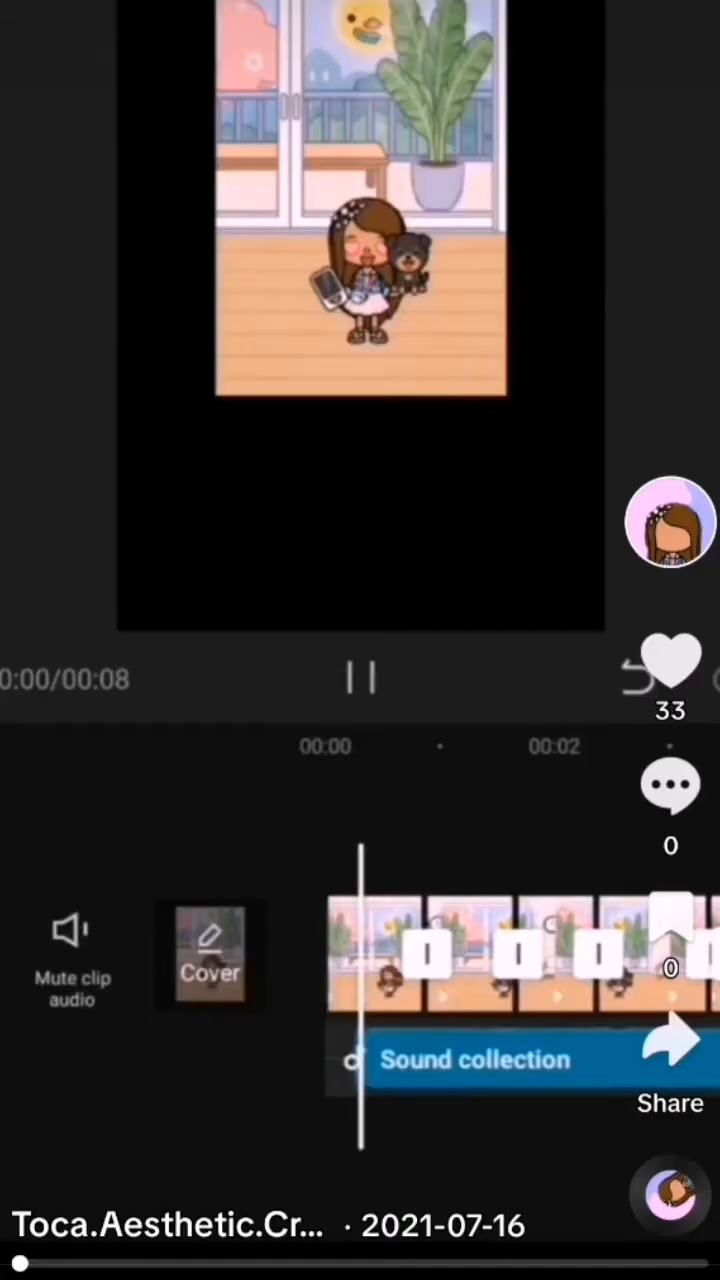 0:00/00:08
33
00:00
00:02
0
Mute clip
audio
Cover
0
Sound collection
Share
Toca.Aesthetic.Cr... · 2021-07-16